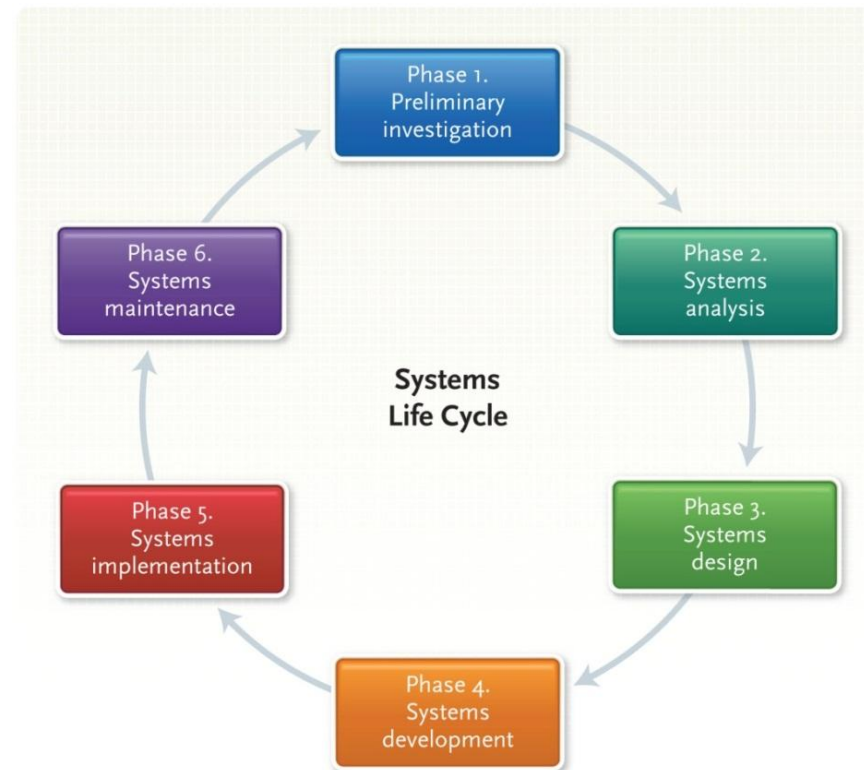 Phase 1.
Preliminary
investigation
Phase 2.
Systems
analysis
Phase 3.
Systems
design
Phase 4.
Systems
development
Phase 5.
Systems
implementation
Phase 6.
Systems
maintenance
Systems
Life Cycle